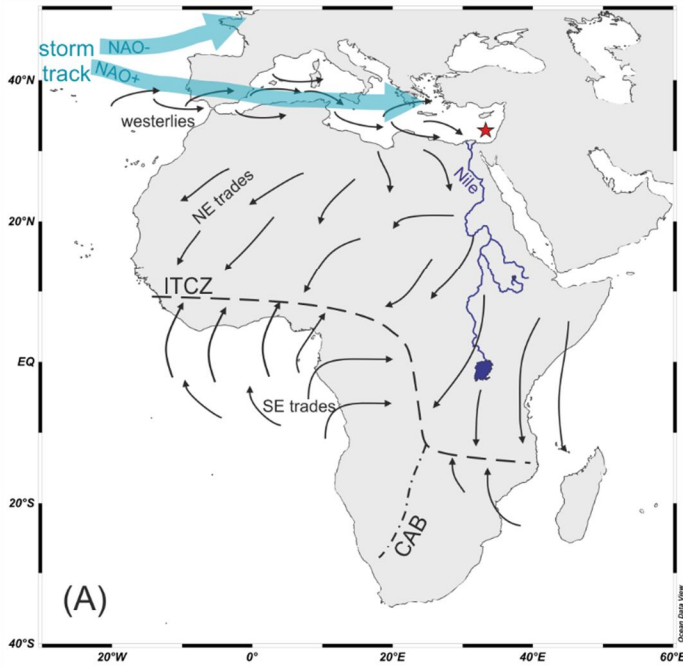 NAO-
storm
track
NAO+
40°N
westerlies
NE trades
Nile
20°N
ITCZ
EQ
SE trades
20°S
CAB
(A)
40°S
20°W
0°
20°E
40°E
60°E
Ocean Data View